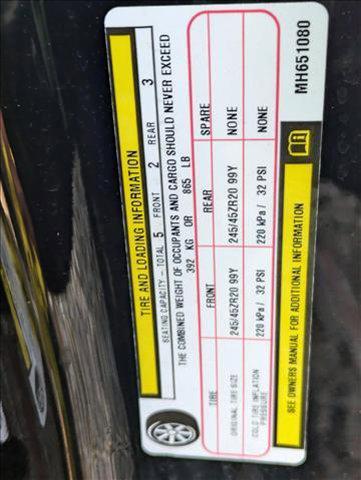 TIRE AND LOADING INFORMATION
SEATING CAPACITY - TOTAL 5 FRONT 2 REAR 3
THE COMBINED WEIGHT OF OCCUPANTS AND CARGO SHOULD NEVER EXCEED
392 KG OR 865 LB
TIRE FRONT REAR SPARE
ORIGINAL TIRE SIZE 245/45ZR20 99Y 245/45ZR20 99Y NONE
COLD TIRE INFLATION
PRESSURE 220 kPa / 32 PSI 220 kPa / 32 PSI NONE
SEE OWNERS MANUAL FOR ADDITIONAL INFORMATION
MH651080